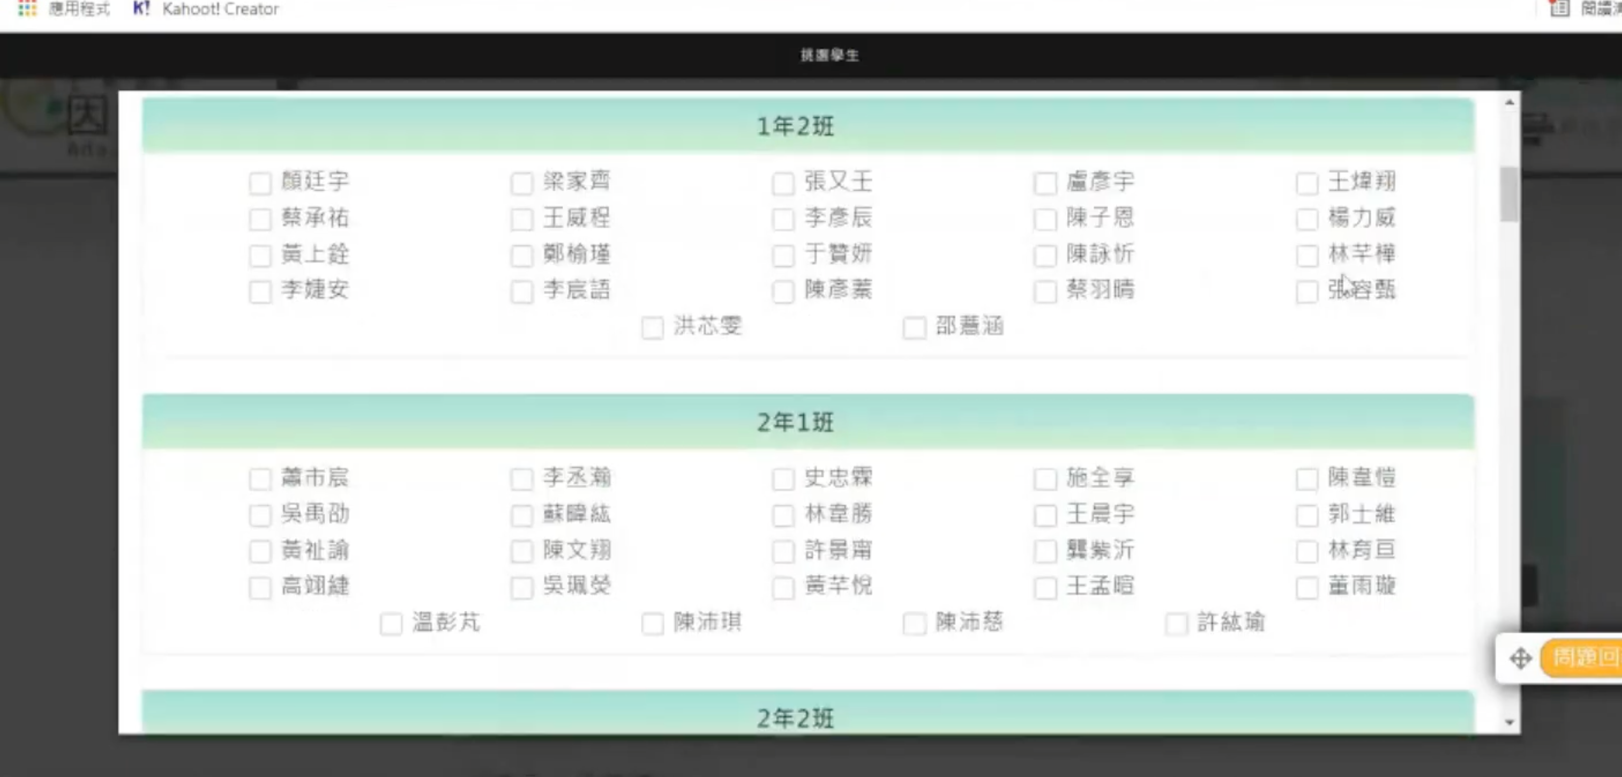 應用程式 K! Kahoot! Creator
挑選學生
因
1年2班
顏廷宇 梁家齊 張又壬 盧彥宇 王煒翔
蔡承祐 王威程 李彥辰 陳子恩 楊力威
黃上銓 鄭榆瑾 于贊妍 陳詠忻 林芊樺
李婕安 李宸語 陳彥蓁 蔡羽晴 張容甄
洪芯雯 邵薏涵
2年1班
蕭市宸 李丞瀚 史忠霖 施全享 陳韋愷
吳禹劭 蘇暐紘 林韋勝 王晨宇 郭士維
黃祉諭 陳文翔 許景甯 龔紫沂 林育亘
高翊緁 吳珮熒 黃芊悅 王孟暄 董雨璇
溫彭芃 陳沛琪 陳沛慈 許紘瑜
2年2班
問題回